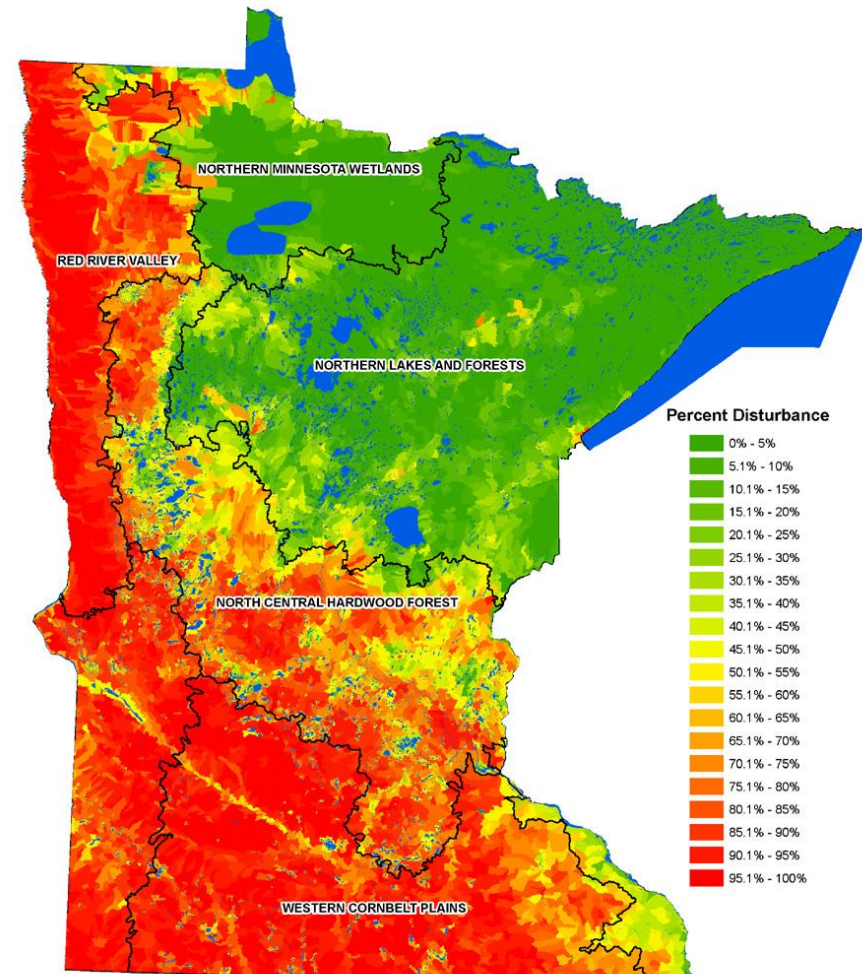 NORTHERN MINNESOTA WETLANDS
RED RIVER VALLEY
NORTHERN LAKES AND FORESTS
NORTH CENTRAL HARDWOOD FOREST
WESTERN CORNBELT PLAINS
Percent Disturbance
0% - 5%
5.1% - 10%
10.1% - 15%
15.1% - 20%
20.1% - 25%
25.1% - 30%
30.1% - 35%
35.1% - 40%
40.1% - 45%
45.1% - 50%
50.1% - 55%
55.1% - 60%
60.1% - 65%
65.1% - 70%
70.1% - 75%
75.1% - 80%
80.1% - 85%
85.1% - 90%
90.1% - 95%
95.1% - 100%